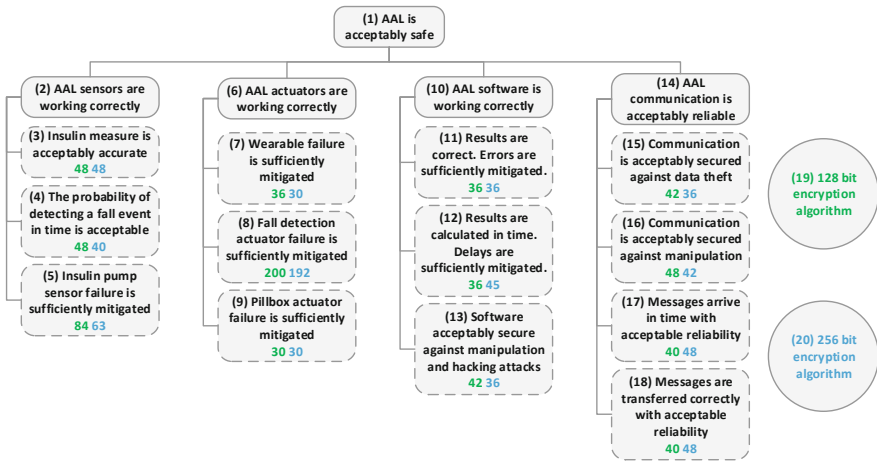 (1) AAL is
acceptably safe
(2) AAL sensors are
working correctly
(3) Insulin measure is
acceptably accurate
48 48
(4) The probability of
detecting a fall event
in time is acceptable
48 40
(5) Insulin pump
sensor failure is
sufficiently mitigated
84 63
(6) AAL actuators are
working correctly
(7) Wearable failure
is sufficiently
mitigated
36 30
(8) Fall detection
actuator failure is
sufficiently mitigated
200 192
(9) Pillbox actuator
failure is sufficiently
mitigated
30 30
(10) AAL software is
working correctly
(11) Results are
correct. Errors are
sufficiently mitigated.
36 36
(12) Results are
calculated in time.
Delays are
sufficiently mitigated.
36 45
(13) Software
acceptably secure
against manipulation
and hacking attacks
42 36
(14) AAL
communication is
acceptably reliable
(15) Communication
is acceptably secured
against data theft
42 36
(16) Communication
is acceptably secured
against manipulation
48 42
(17) Messages arrive
in time with
acceptable reliability
40 48
(18) Messages are
transferred correctly
with acceptable
reliability
40 48
(19) 128 bit
encryption
algorithm
(20) 256 bit
encryption
algorithm